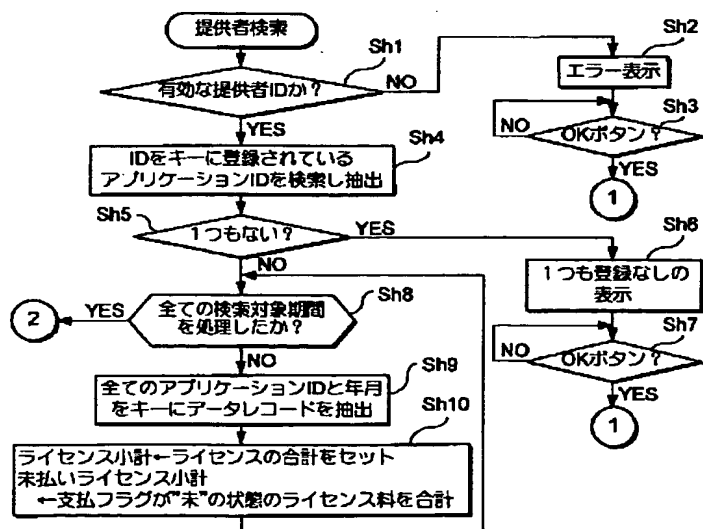 提供者検索
Sh1
有効な提供者IDか?
NO
YES
Sh2
エラー表示
Sh3
NO
OKボタン?
YES
1
Sh4
IDをキーに登録されている
アプリケーションIDを検索し抽出
Sh5
1つもない?
YES
NO
Sh6
1つも登録なしの
表示
Sh7
NO
OKボタン?
YES
1
Sh8
全ての検索対象期間
を処理したか?
YES
2
NO
Sh9
全てのアプリケーションIDと年月
をキーにデータレコードを抽出
Sh10
ライセンス小計←ライセンスの合計をセット
未払いライセンス小計
←支払フラグが"未"の状態のライセンス料を合計